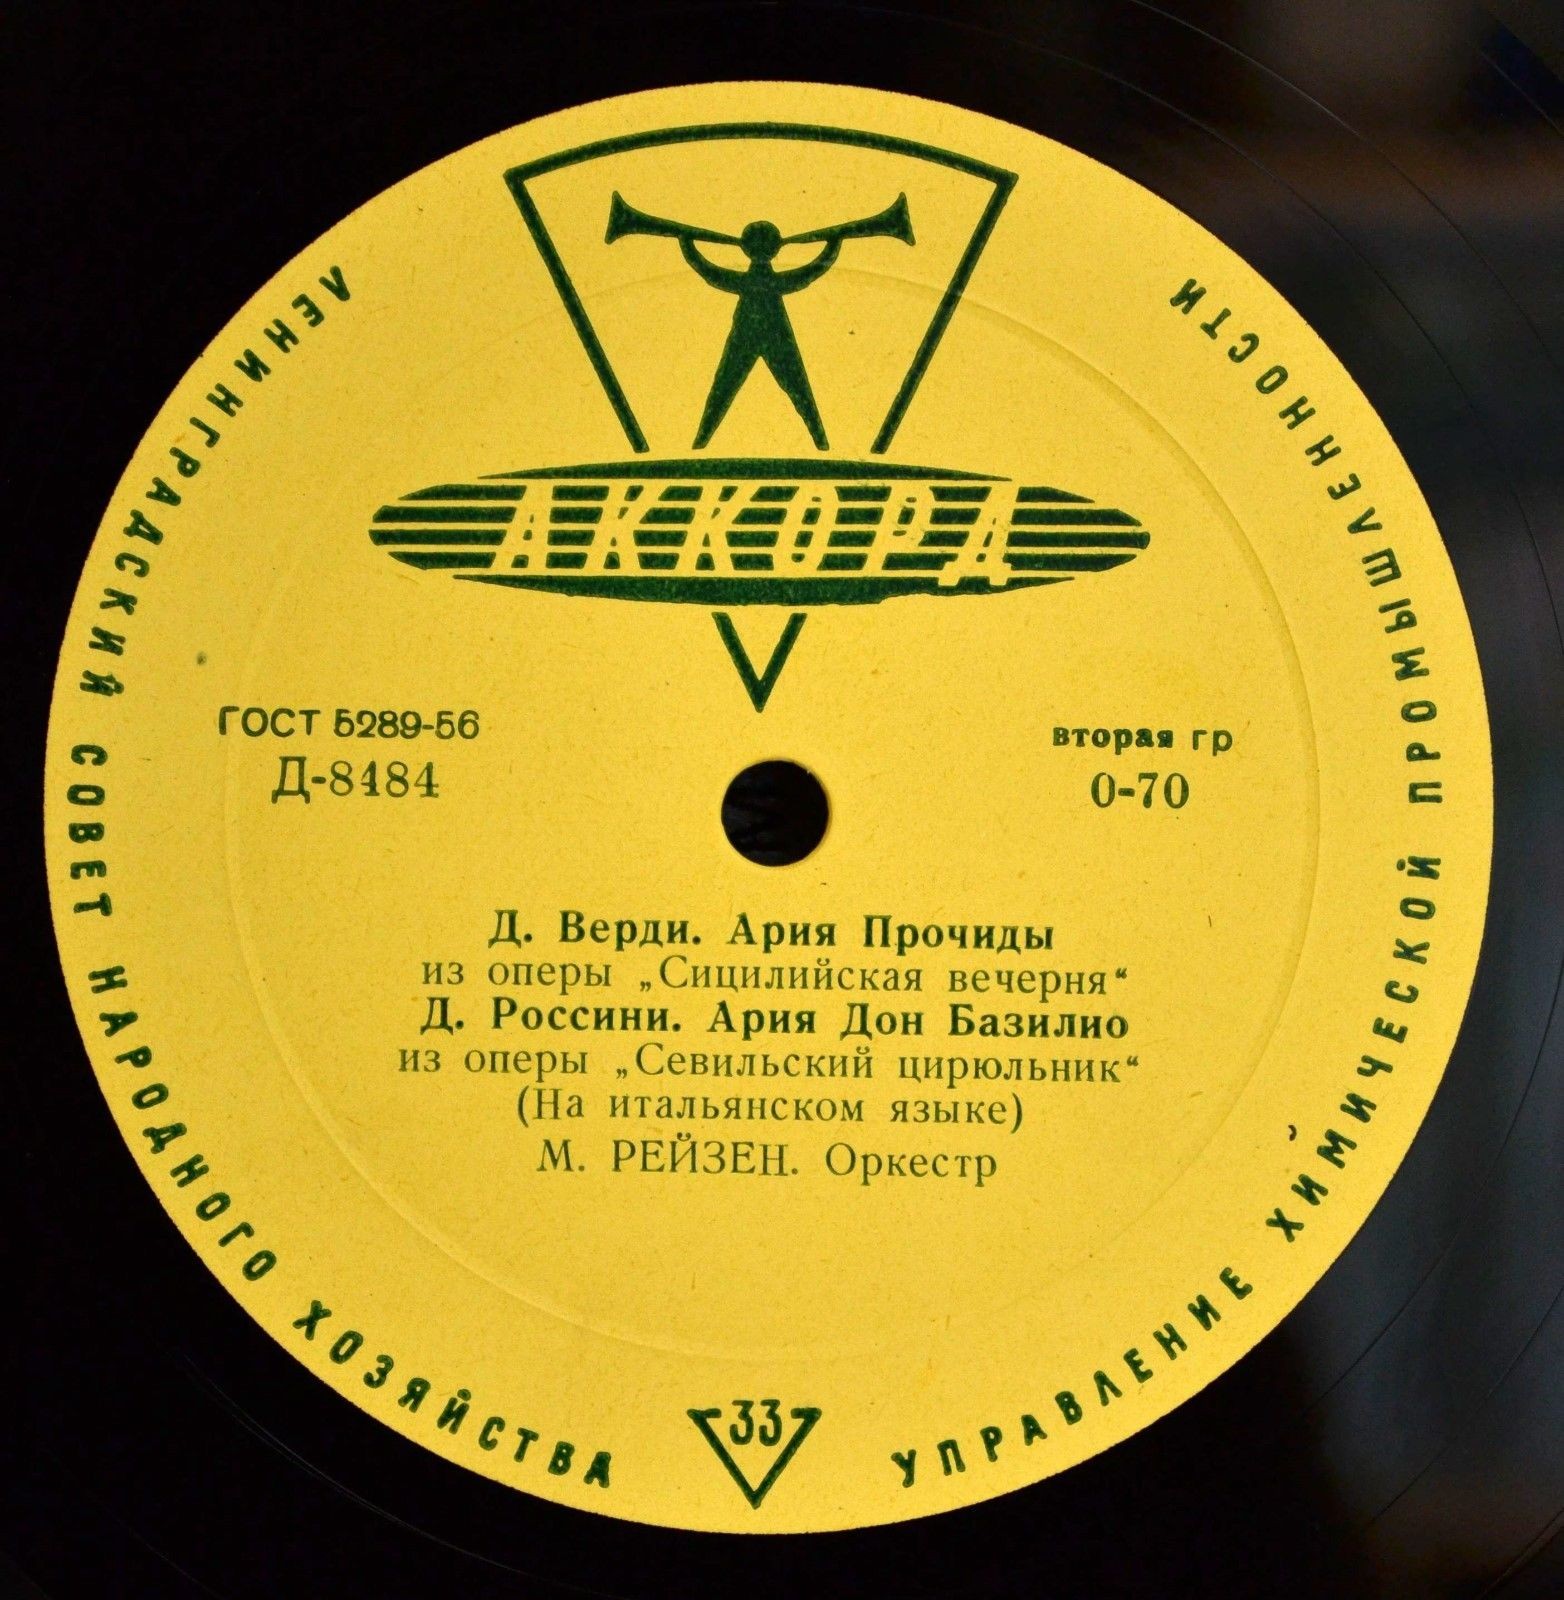 АККОРД
ЛЕНИНГРАДСКИЙ СОВЕТ НАРОДНОГО ХОЗЯЙСТВА
УПРАВЛЕНИЕ ХИМИЧЕСКОЙ ПРОМЫШЛЕННОСТИ
ГОСТ 5289-56
Д-8484
вторая гр
0-70
Д. Верди. Ария Прочиды
из оперы „Сицилийская вечерня“
Д. Россини. Ария Дон Базилио
из оперы „Севильский цирюльник“
(На итальянском языке)
М. РЕЙЗЕН. Оркестр
33